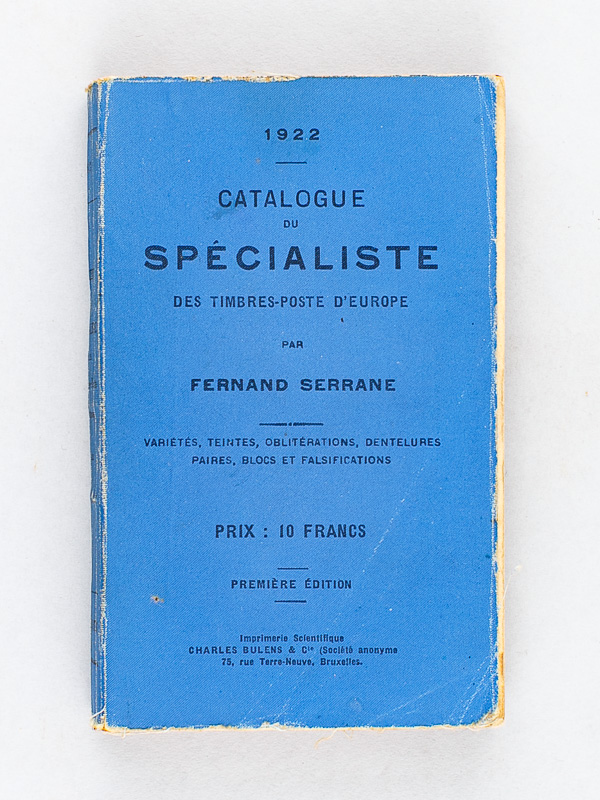 1922
CATALOGUE
DU
SPÉCIALISTE
DES TIMBRES-POSTE D'EUROPE
PAR
FERNAND SERRANE
VARIÉTÉS, TEINTES, OBLITÉRATIONS, DENTELURES
PAIRES, BLOCS ET FALSIFICATIONS
PRIX : 10 FRANCS
PREMIÈRE ÉDITION
Imprimerie Scientifique
CHARLES BULENS & Cie (Société anonyme
75, rue Terre-Neuve, Bruxelles.